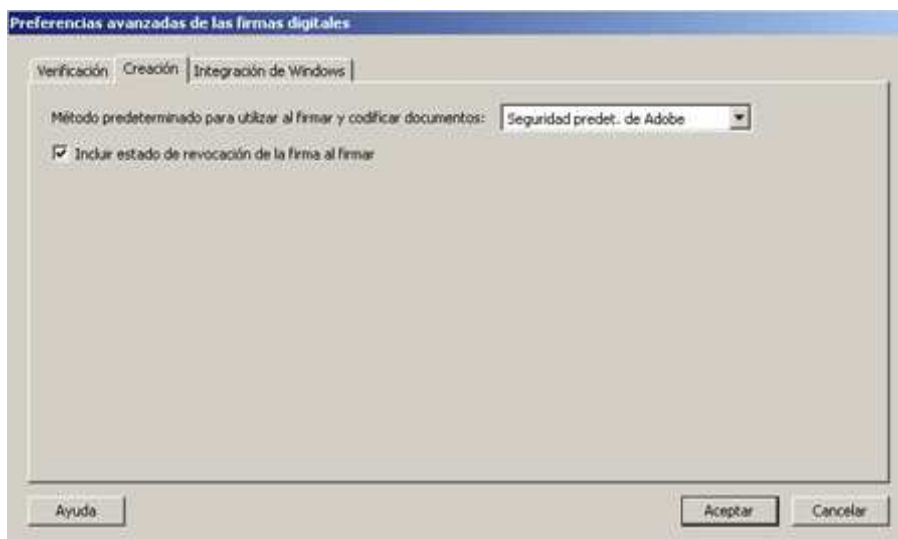 Preferencias avanzadas de las firmas digitales
Verificación Creación Integración de Windows
Método predeterminado para utilizar al firmar y codificar documentos: Seguridad predet. de Adobe
Incluir estado de revocación de la firma al firmar
Ayuda Aceptar Cancelar